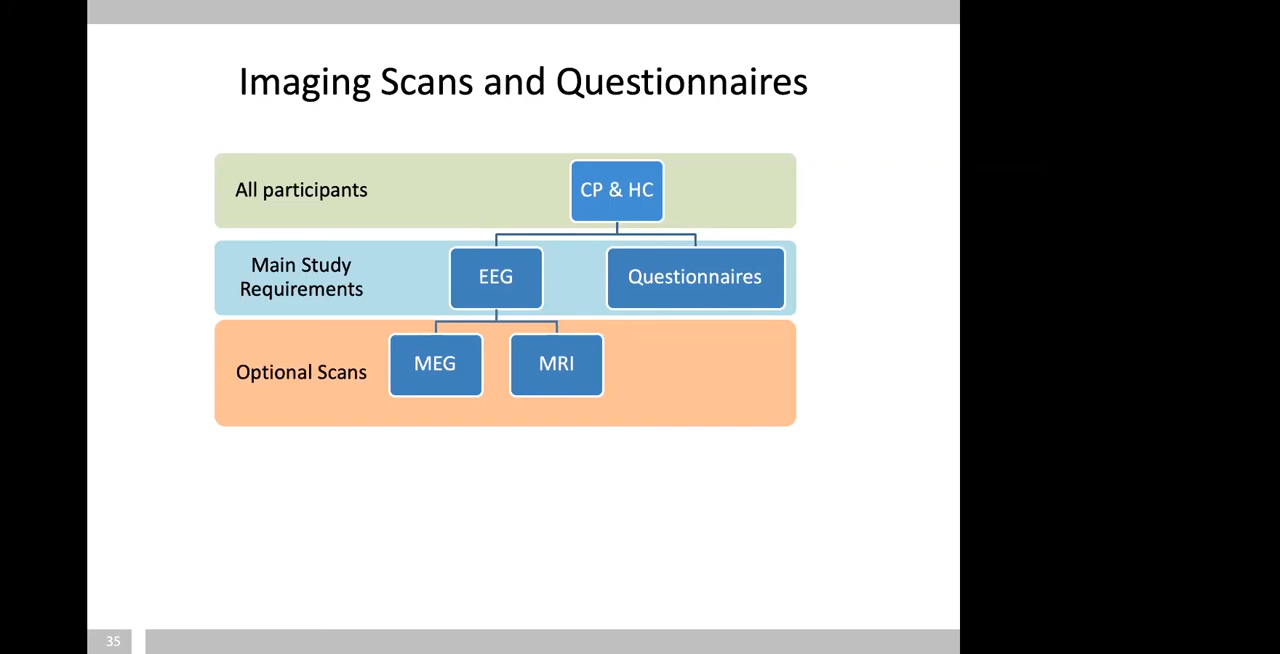 Imaging Scans and Questionnaires
All participants
CP & HC
Main Study
Requirements
EEG
Questionnaires
Optional Scans
MEG
MRI
35